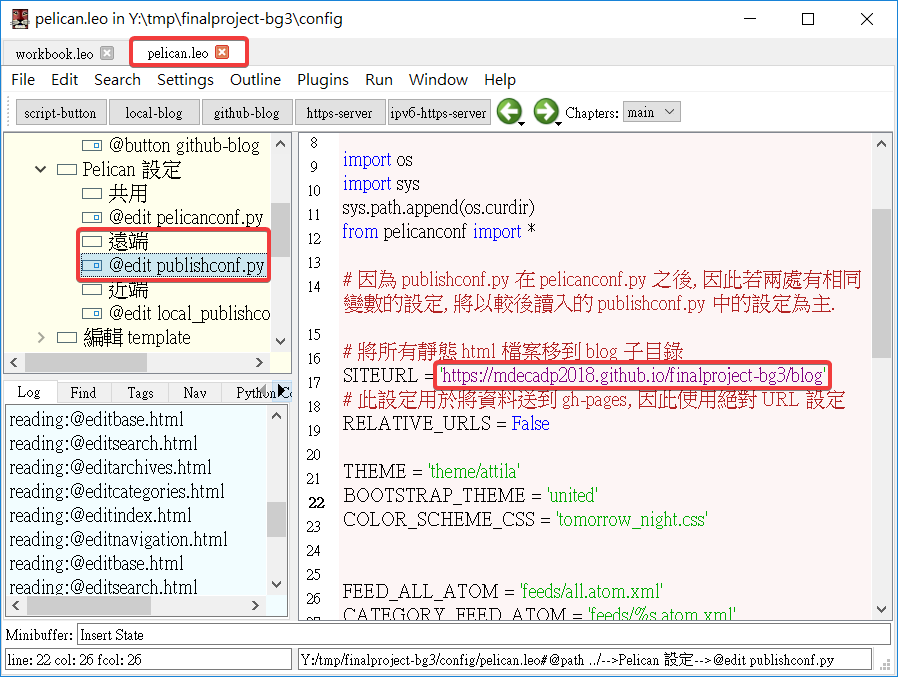 pelican.leo in Y:\tmp\finalproject-bg3\config
workbook.leo
pelican.leo
File Edit Search Settings Outline Plugins Run Window Help
script-button local-blog github-blog https-server ipv6-https-server Chapters: main
@button github-blog
Pelican 設定
共用
@edit pelicanconf.py
遠端
@edit publishconf.py
近端
@edit local_publishco
編輯 template
Log Find Tags Nav Python
reading:@editbase.html
reading:@editsearch.html
reading:@editarchives.html
reading:@editcategories.html
reading:@editindex.html
reading:@editnavigation.html
reading:@editbase.html
reading:@editsearch.html
8
9 import os
10 import sys
11 sys.path.append(os.curdir)
12 from pelicanconf import *
13
14 # 因為 publishconf.py 在 pelicanconf.py 之後, 因此若兩處有相同
變數的設定, 將以較後讀入的 publishconf.py 中的設定為主.
15
16 # 將所有靜態 html 檔案移到 blog 子目錄
17 SITEURL = 'https://mdecadp2018.github.io/finalproject-bg3/blog'
18 # 此設定用於將資料送到 gh-pages, 因此使用絕對 URL 設定
19 RELATIVE_URLS = False
20
21 THEME = 'theme/attila'
22 BOOTSTRAP_THEME = 'united'
23 COLOR_SCHEME_CSS = 'tomorrow_night.css'
24
25
26 FEED_ALL_ATOM = 'feeds/all.atom.xml'
27 CATEGORY_FEED_ATOM = 'feeds/%s.atom.xml'
Minibuffer: Insert State
line: 22 col: 26 fcol: 26
Y:/tmp/finalproject-bg3/config/pelican.leo#@path ../-->Pelican 設定-->@edit publishconf.py